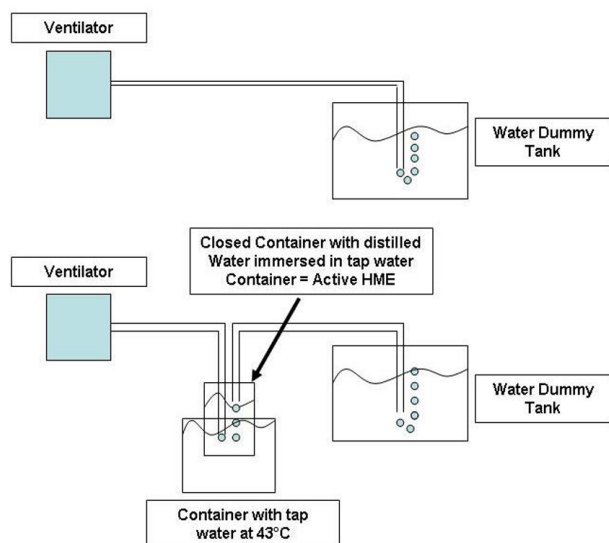 Ventilator
Water Dummy
Tank
Closed Container with distilled
Water immersed in tap water
Container = Active HME
Ventilator
Water Dummy
Tank
Container with tap
water at 43°C